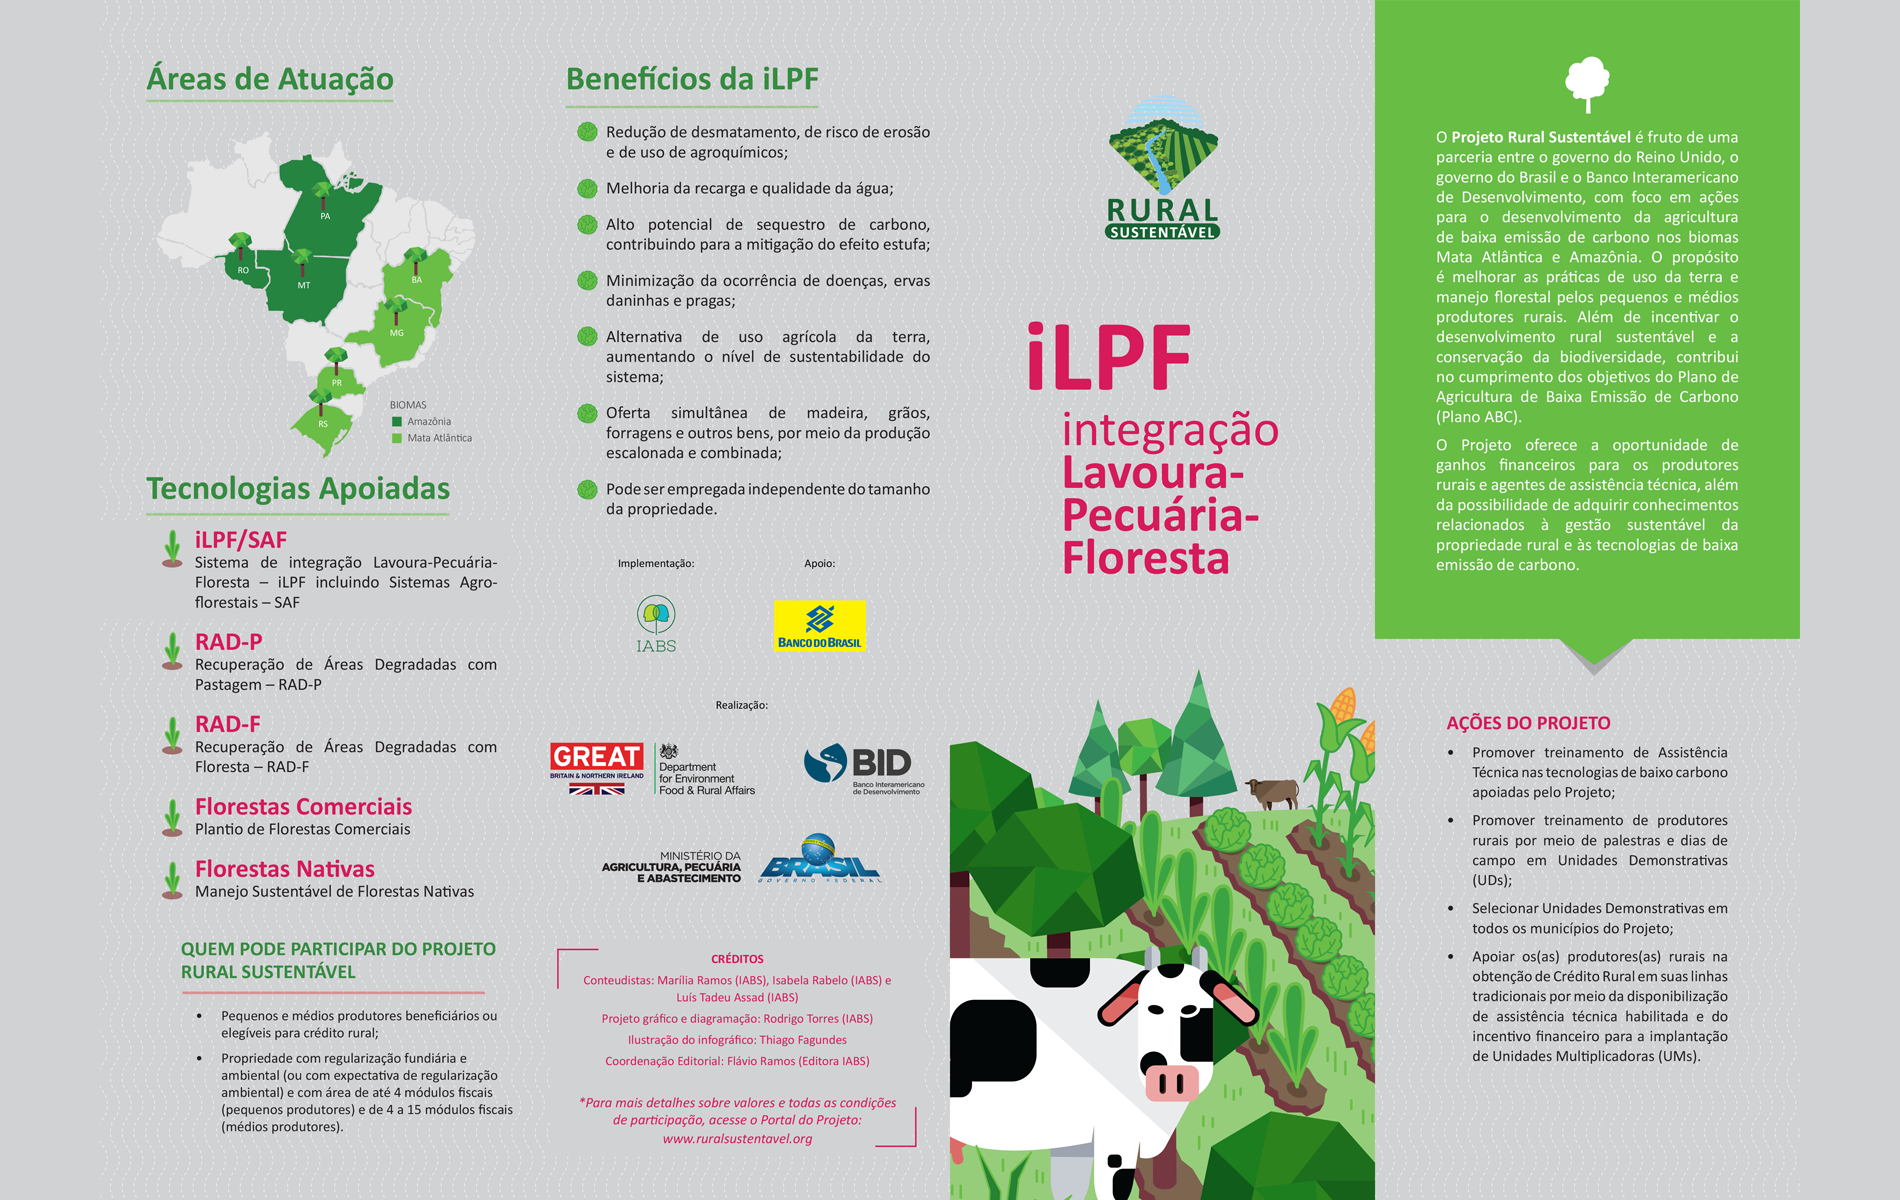 Áreas de Atuação
PA
RO
MT
BA
MG
PR
RS
BIOMAS
Amazônia
Mata Atlântica
Tecnologias Apoiadas
iLPF/SAF
Sistema de integração Lavoura-Pecuária-
Floresta – iLPF incluindo Sistemas Agro-
florestais – SAF
RAD-P
Recuperação de Áreas Degradadas com
Pastagem – RAD-P
RAD-F
Recuperação de Áreas Degradadas com
Floresta – RAD-F
Florestas Comerciais
Plantio de Florestas Comerciais
Florestas Nativas
Manejo Sustentável de Florestas Nativas
QUEM PODE PARTICIPAR DO PROJETO
RURAL SUSTENTÁVEL
• Pequenos e médios produtores beneficiários ou
elegíveis para crédito rural;
• Propriedade com regularização fundiária e
ambiental (ou com expectativa de regularização
ambiental) e com área de até 4 módulos fiscais
(pequenos produtores) e de 4 a 15 módulos fiscais
(médios produtores).
Benefícios da iLPF
Redução de desmatamento, de risco de erosão
e de uso de agroquímicos;
Melhoria da recarga e qualidade da água;
Alto potencial de sequestro de carbono,
contribuindo para a mitigação do efeito estufa;
Minimização da ocorrência de doenças, ervas
daninhas e pragas;
Alternativa de uso agrícola da terra,
aumentando o nível de sustentabilidade do
sistema;
Oferta simultânea de madeira, grãos,
forragens e outros bens, por meio da produção
escalonada e combinada;
Pode ser empregada independente do tamanho
da propriedade.
Implementação:
Apoio:
IABS
BANCO DO BRASIL
Realização:
GREAT
BRITAIN & NORTHERN IRELAND
Department
for Environment
Food & Rural Affairs
BID
Banco Interamericano
de Desenvolvimento
MINISTÉRIO DA
AGRICULTURA, PECUÁRIA
E ABASTECIMENTO
BRASIL
GOVERNO FEDERAL
CRÉDITOS
Conteudistas: Marília Ramos (IABS), Isabela Rabelo (IABS) e
Luís Tadeu Assad (IABS)
Projeto gráfico e diagramação: Rodrigo Torres (IABS)
Ilustração do infográfico: Thiago Fagundes
Coordenação Editorial: Flávio Ramos (Editora IABS)
*Para mais detalhes sobre valores e todas as condições
de participação, acesse o Portal do Projeto:
www.ruralsustentavel.org
RURAL
SUSTENTÁVEL
iLPF
integração
Lavoura-
Pecuária-
Floresta
O Projeto Rural Sustentável é fruto de uma
parceria entre o governo do Reino Unido, o
governo do Brasil e o Banco Interamericano
de Desenvolvimento, com foco em ações
para o desenvolvimento da agricultura
de baixa emissão de carbono nos biomas
Mata Atlântica e Amazônia. O propósito
é melhorar as práticas de uso da terra e
manejo florestal pelos pequenos e médios
produtores rurais. Além de incentivar o
desenvolvimento rural sustentável e a
conservação da biodiversidade, contribui
no cumprimento dos objetivos do Plano de
Agricultura de Baixa Emissão de Carbono
(Plano ABC).
O Projeto oferece a oportunidade de
ganhos financeiros para os produtores
rurais e agentes de assistência técnica, além
da possibilidade de adquirir conhecimentos
relacionados à gestão sustentável da
propriedade rural e às tecnologias de baixa
emissão de carbono.
AÇÕES DO PROJETO
• Promover treinamento de Assistência
Técnica nas tecnologias de baixo carbono
apoiadas pelo Projeto;
• Promover treinamento de produtores
rurais por meio de palestras e dias de
campo em Unidades Demonstrativas
(UDs);
• Selecionar Unidades Demonstrativas em
todos os municípios do Projeto;
• Apoiar os(as) produtores(as) rurais na
obtenção de Crédito Rural em suas linhas
tradicionais por meio da disponibilização
de assistência técnica habilitada e do
incentivo financeiro para a implantação
de Unidades Multiplicadoras (UMs).